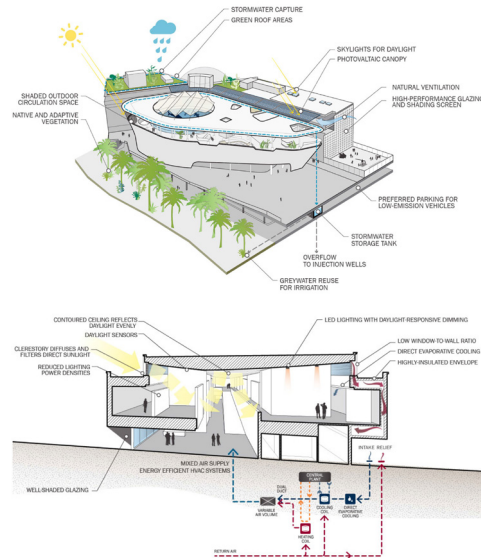 STORMWATER CAPTURE
GREEN ROOF AREAS
SKYLIGHTS FOR DAYLIGHT
PHOTOVOLTAIC CANOPY
NATURAL VENTILATION
HIGH-PERFORMANCE GLAZING
AND SHADING SCREEN
SHADED OUTDOOR
CIRCULATION SPACE
NATIVE AND ADAPTIVE
VEGETATION
PREFERRED PARKING FOR
LOW-EMISSION VEHICLES
STORMWATER
STORAGE TANK
OVERFLOW
TO INJECTION WELLS
GREYWATER REUSE
FOR IRRIGATION
CONTOURED CEILING REFLECTS
DAYLIGHT EVENLY
DAYLIGHT SENSORS
CLERESTORY DIFFUSES AND
FILTERS DIRECT SUNLIGHT
REDUCED LIGHTING
POWER DENSITIES
LED LIGHTING WITH DAYLIGHT-RESPONSIVE DIMMING
LOW WINDOW-TO-WALL RATIO
DIRECT EVAPORATIVE COOLING
HIGHLY-INSULATED ENVELOPE
INTAKE RELIEF
MIXED AIR SUPPLY
ENERGY EFFICIENT HVAC SYSTEMS
WELL-SHADED GLAZING
CENTRAL
PLANT
DUAL
DUCT
VARIABLE
AIR VOLUME
COOLING
COIL
DIRECT
EVAPORATIVE
COOLING
HEATING
COIL
RETURN AIR